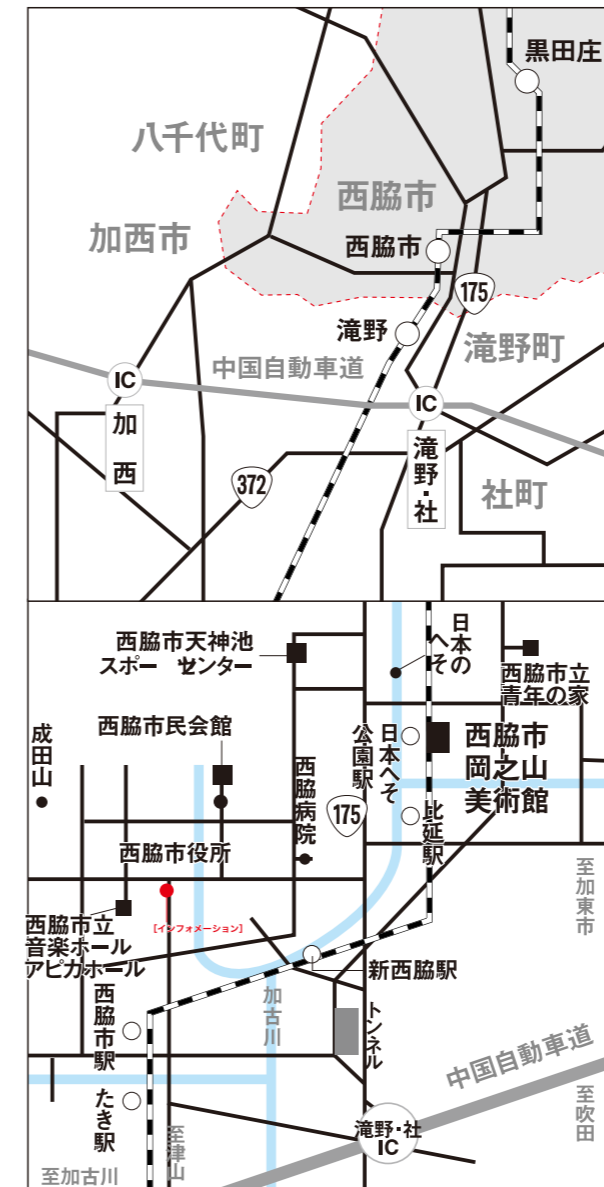 黒田庄
八千代町
西脇市
加西市
西脇市
175
滝野
滝野町
中国自動車道
IC
加西
IC
滝野・社
372
社町
西脇市天神池
スポー ツセンター
日本の
へそ
西脇市立
青年の家
成田山
西脇市民会館
日本へそ
公園駅
西脇市
岡之山
美術館
西脇病院
175
比延駅
西脇市役所
至加東市
西脇市立
音楽ホール
アピカホール
[インフォメーション]
新西脇駅
加古川
西脇市駅
トンネル
中国自動車道
たき駅
滝野・社
IC
至吹田
至津山
至加古川